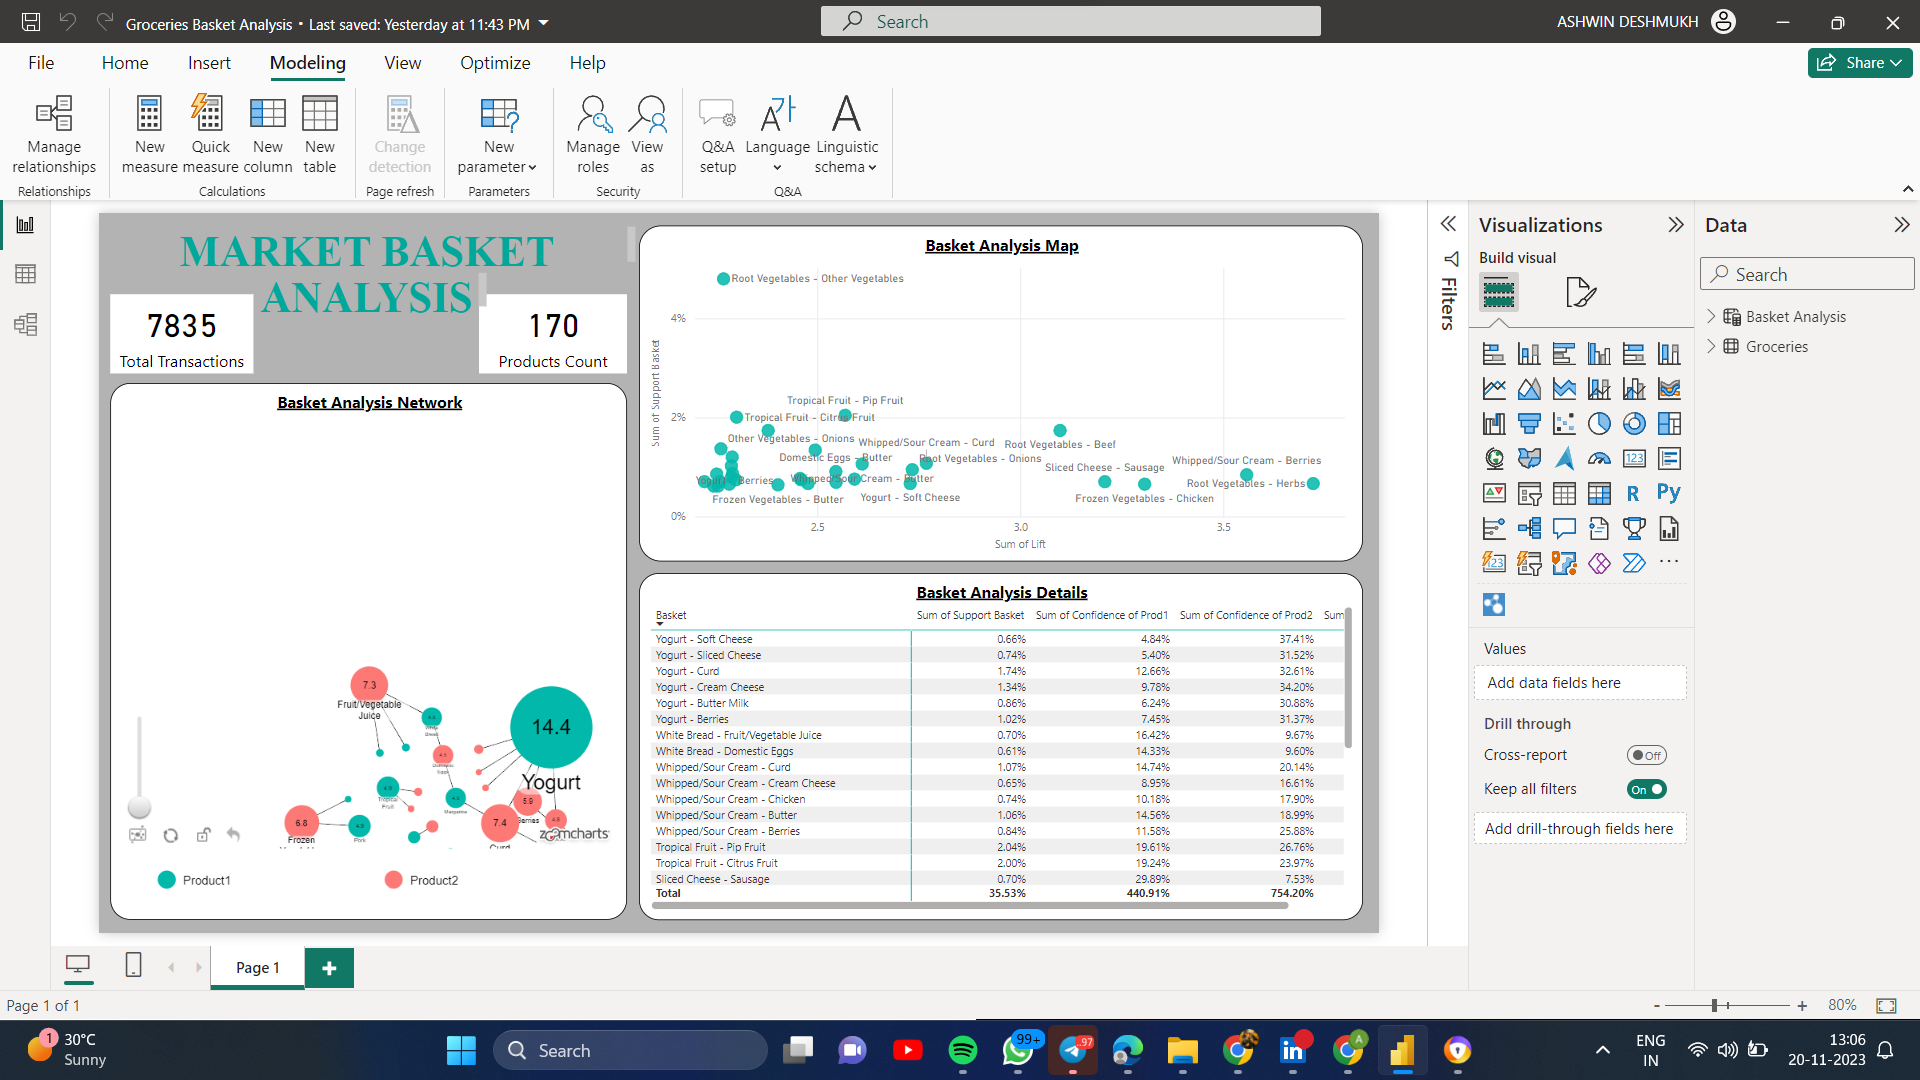 Groceries Basket Analysis • Last saved: Yesterday at 11:43 PM
Search
ASHWIN DESHMUKH
File Home Insert Modeling View Optimize Help
Share
Manage relationships
New measure
Quick measure
New column
New table
Change detection
New parameter
Manage roles
View as
Q&A setup
Language
Linguistic schema
Relationships
Calculations
Page refresh
Parameters
Security
Q&A
MARKET BASKET
ANALYSIS
7835
Total Transactions
170
Products Count
Basket Analysis Network
7.3
Fruit/Vegetable
Juice
14.4
Yogurt
Tropical
Fruit
6.8
Frozen
Pork
7.4
Curd
5.9
Berries
zoomcharts
Product1
Product2
Basket Analysis Map
Sum of Support Basket
4%
2%
0%
Root Vegetables - Other Vegetables
Tropical Fruit - Pip Fruit
Tropical Fruit - Citrus Fruit
Other Vegetables - Onions
Whipped/Sour Cream - Curd
Root Vegetables - Beef
Domestic Eggs - Butter
Root Vegetables - Onions
Sliced Cheese - Sausage
Whipped/Sour Cream - Berries
Yogurt - Berries
Whipped/Sour Cream - Butter
Root Vegetables - Herbs
Frozen Vegetables - Butter
Yogurt - Soft Cheese
Frozen Vegetables - Chicken
2.5 3.0 3.5
Sum of Lift
Basket Analysis Details
Basket Sum of Support Basket Sum of Confidence of Prod1 Sum of Confidence of Prod2 Sum
Yogurt - Soft Cheese 0.66% 4.84% 37.41%
Yogurt - Sliced Cheese 0.74% 5.40% 31.52%
Yogurt - Curd 1.74% 12.66% 32.61%
Yogurt - Cream Cheese 1.34% 9.78% 34.20%
Yogurt - Butter Milk 0.86% 6.24% 30.88%
Yogurt - Berries 1.02% 7.45% 31.37%
White Bread - Fruit/Vegetable Juice 0.70% 16.42% 9.67%
White Bread - Domestic Eggs 0.61% 14.33% 9.60%
Whipped/Sour Cream - Curd 1.07% 14.74% 20.14%
Whipped/Sour Cream - Cream Cheese 0.65% 8.95% 16.61%
Whipped/Sour Cream - Chicken 0.74% 10.18% 17.90%
Whipped/Sour Cream - Butter 1.06% 14.56% 18.99%
Whipped/Sour Cream - Berries 0.84% 11.58% 25.88%
Tropical Fruit - Pip Fruit 2.04% 19.61% 26.76%
Tropical Fruit - Citrus Fruit 2.00% 19.24% 23.97%
Sliced Cheese - Sausage 0.70% 29.89% 7.53%
Total 35.53% 440.91% 754.20%
Filters
Visualizations
Build visual
123
R
Py
123
Values
Add data fields here
Drill through
Cross-report
Off
Keep all filters
On
Add drill-through fields here
Data
Search
Basket Analysis
Groceries
Page 1
Page 1 of 1
80%
1
30°C
Sunny
Search
99+
..97
A
ENG
IN
13:06
20-11-2023